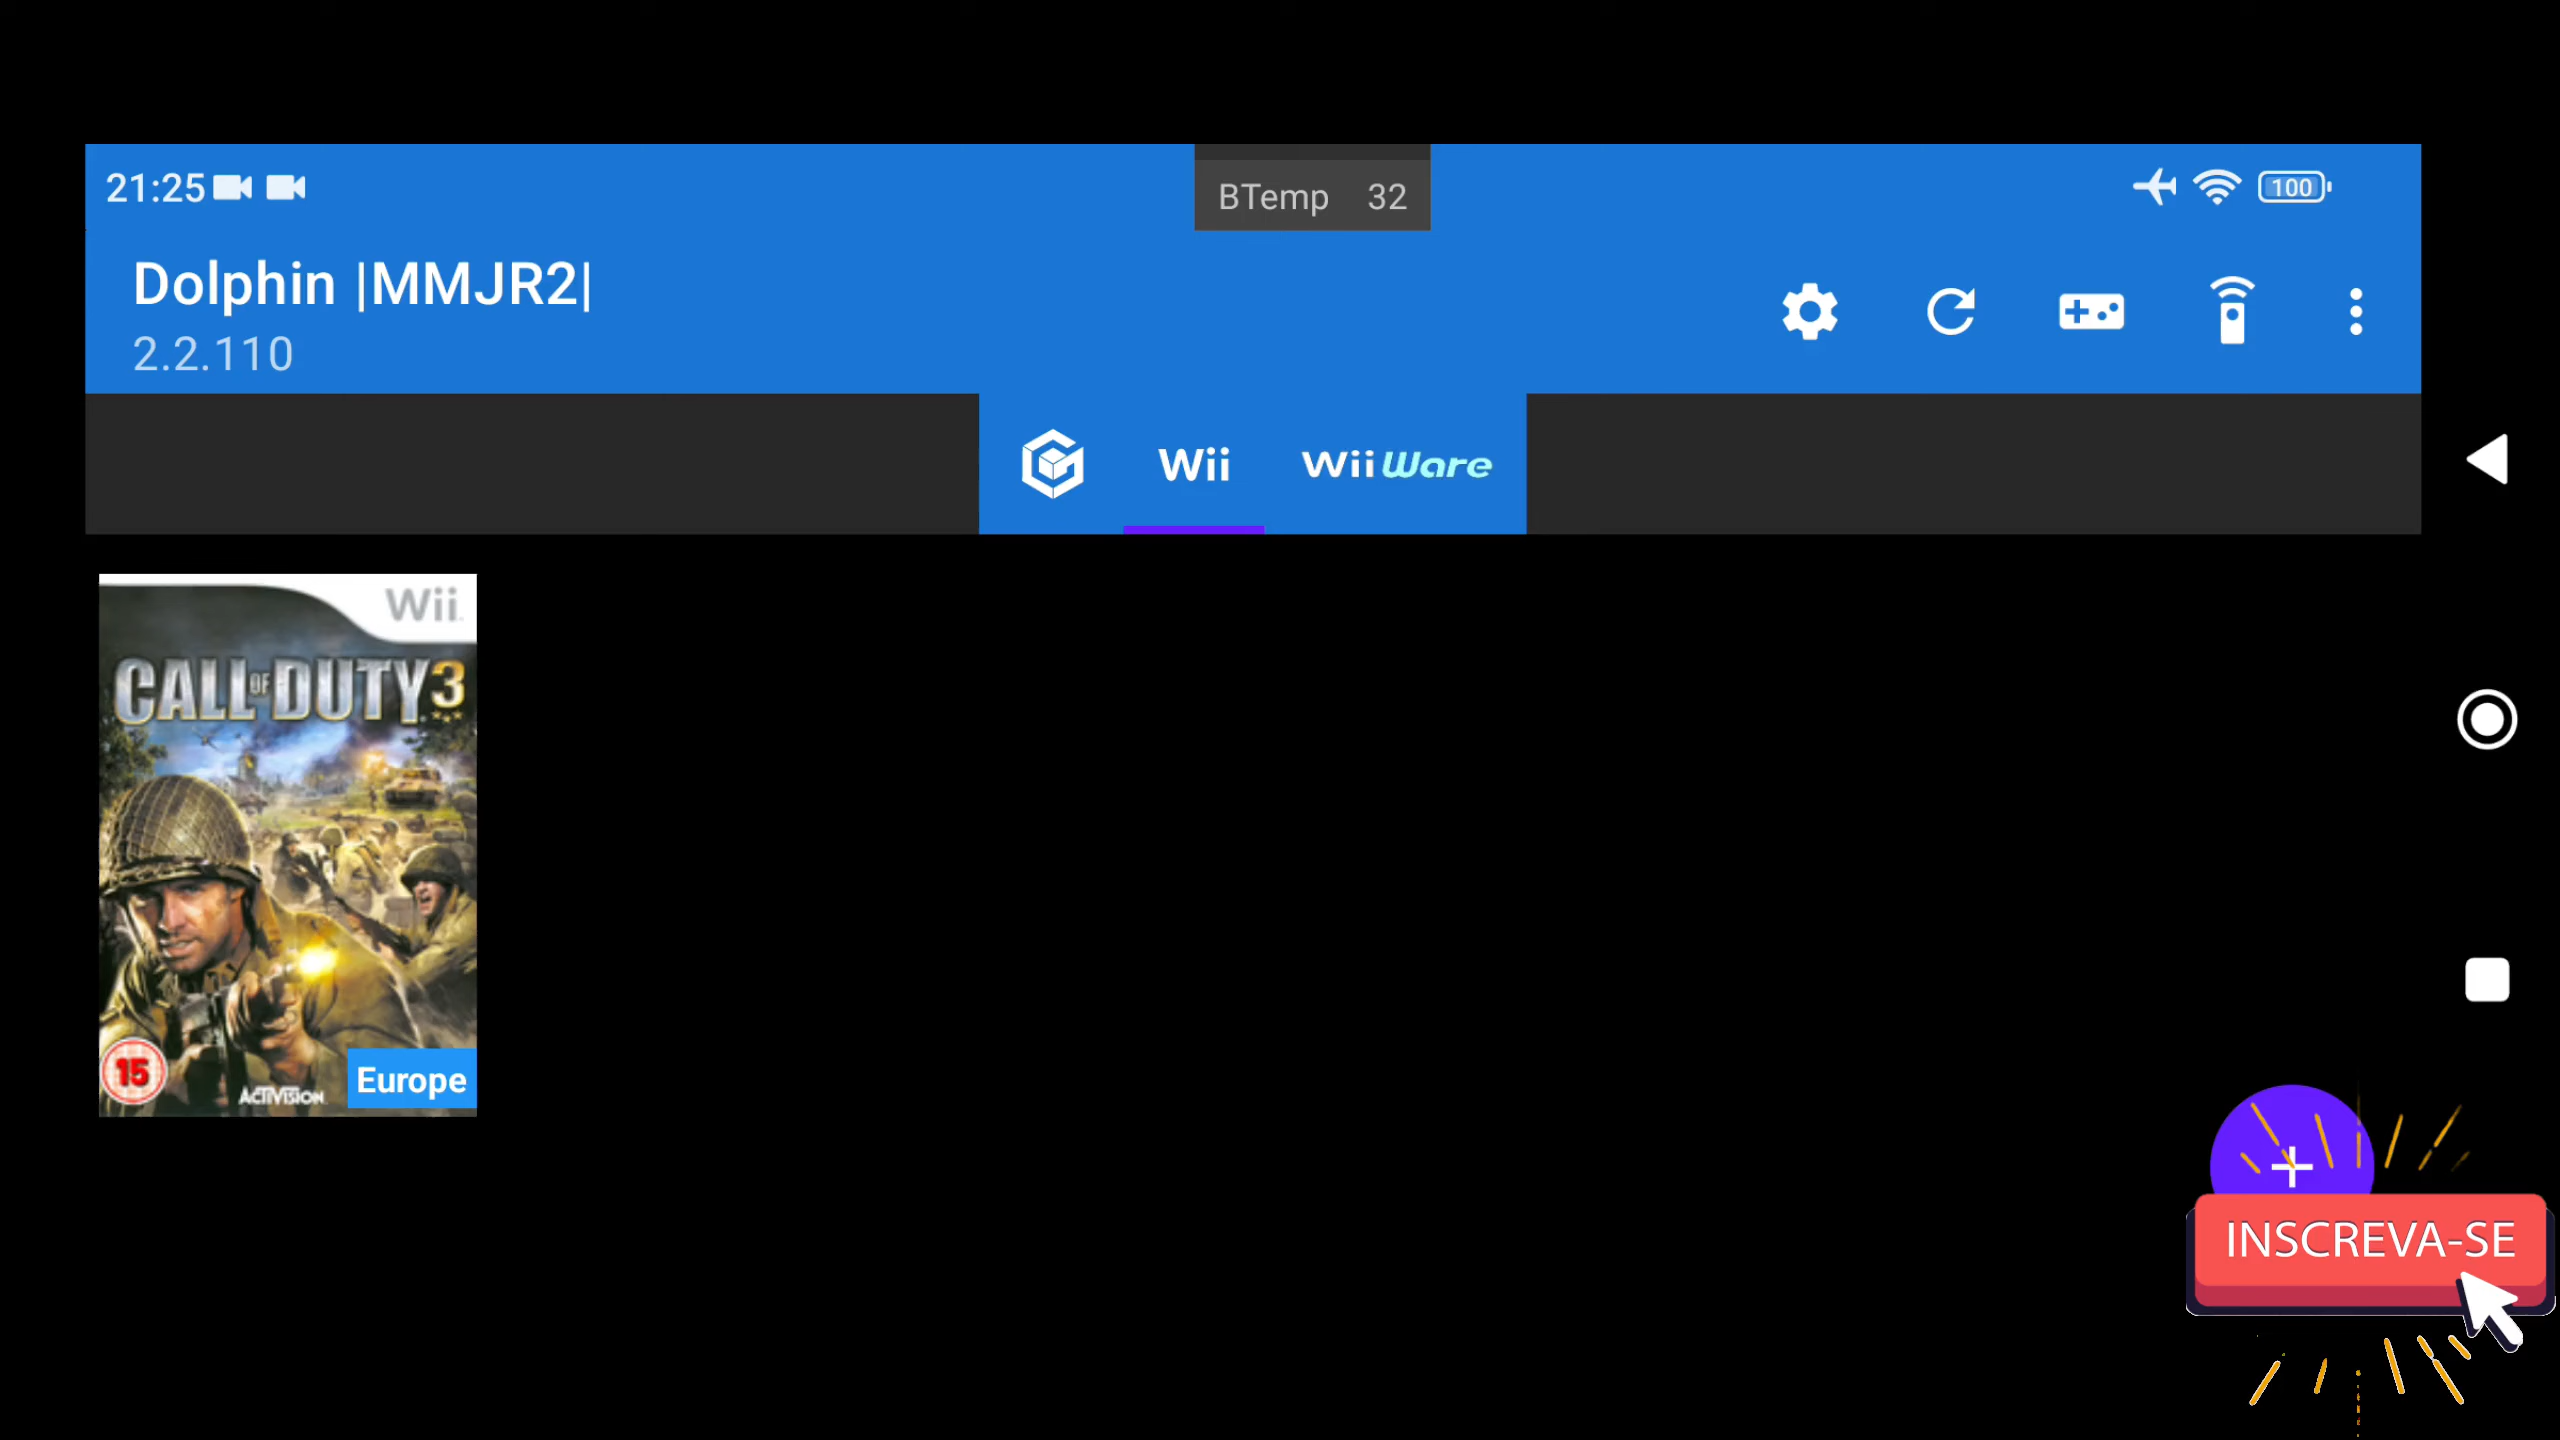 21:25
BTemp 32
100
Dolphin |MMJR2|
2.2.110
Wii
WiiWare
Wii
CALL OF DUTY 3
15
ACTIVISION
Europe
INSCREVA-SE